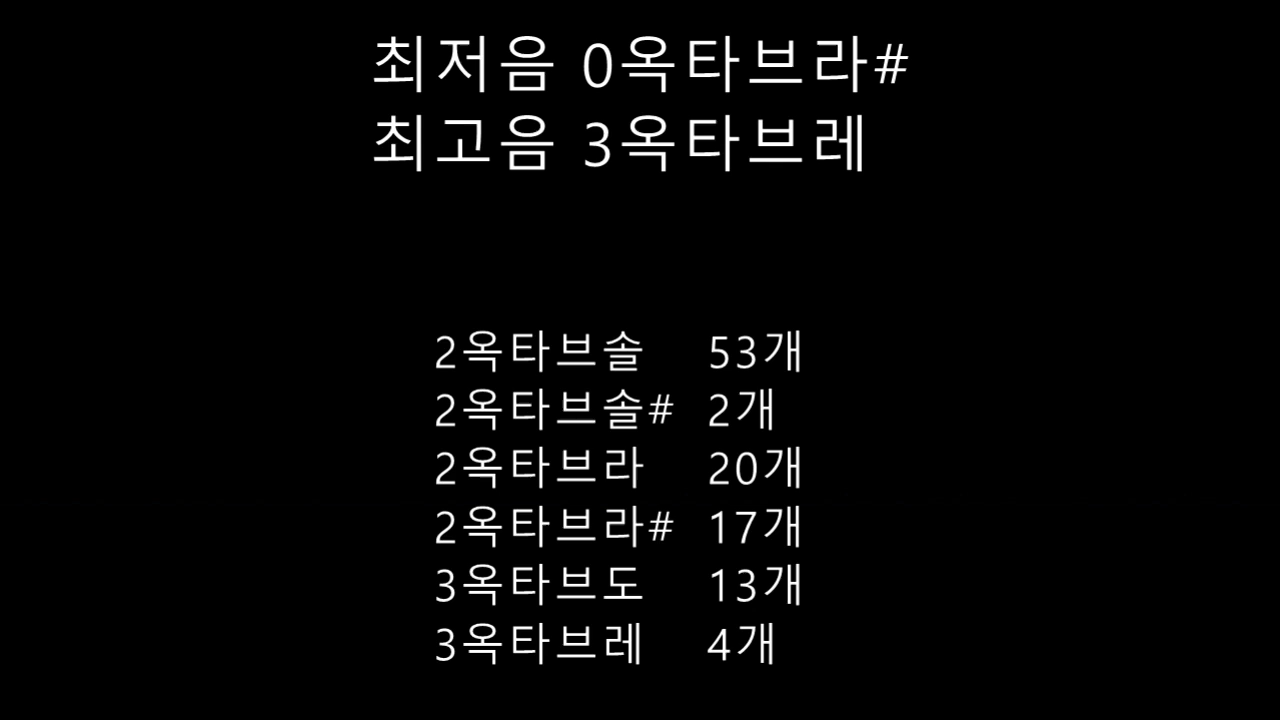 최저음 0옥타브라#
최고음 3옥타브레
2옥타브솔 53개
2옥타브솔# 2개
2옥타브라 20개
2옥타브라# 17개
3옥타브도 13개
3옥타브레 4개